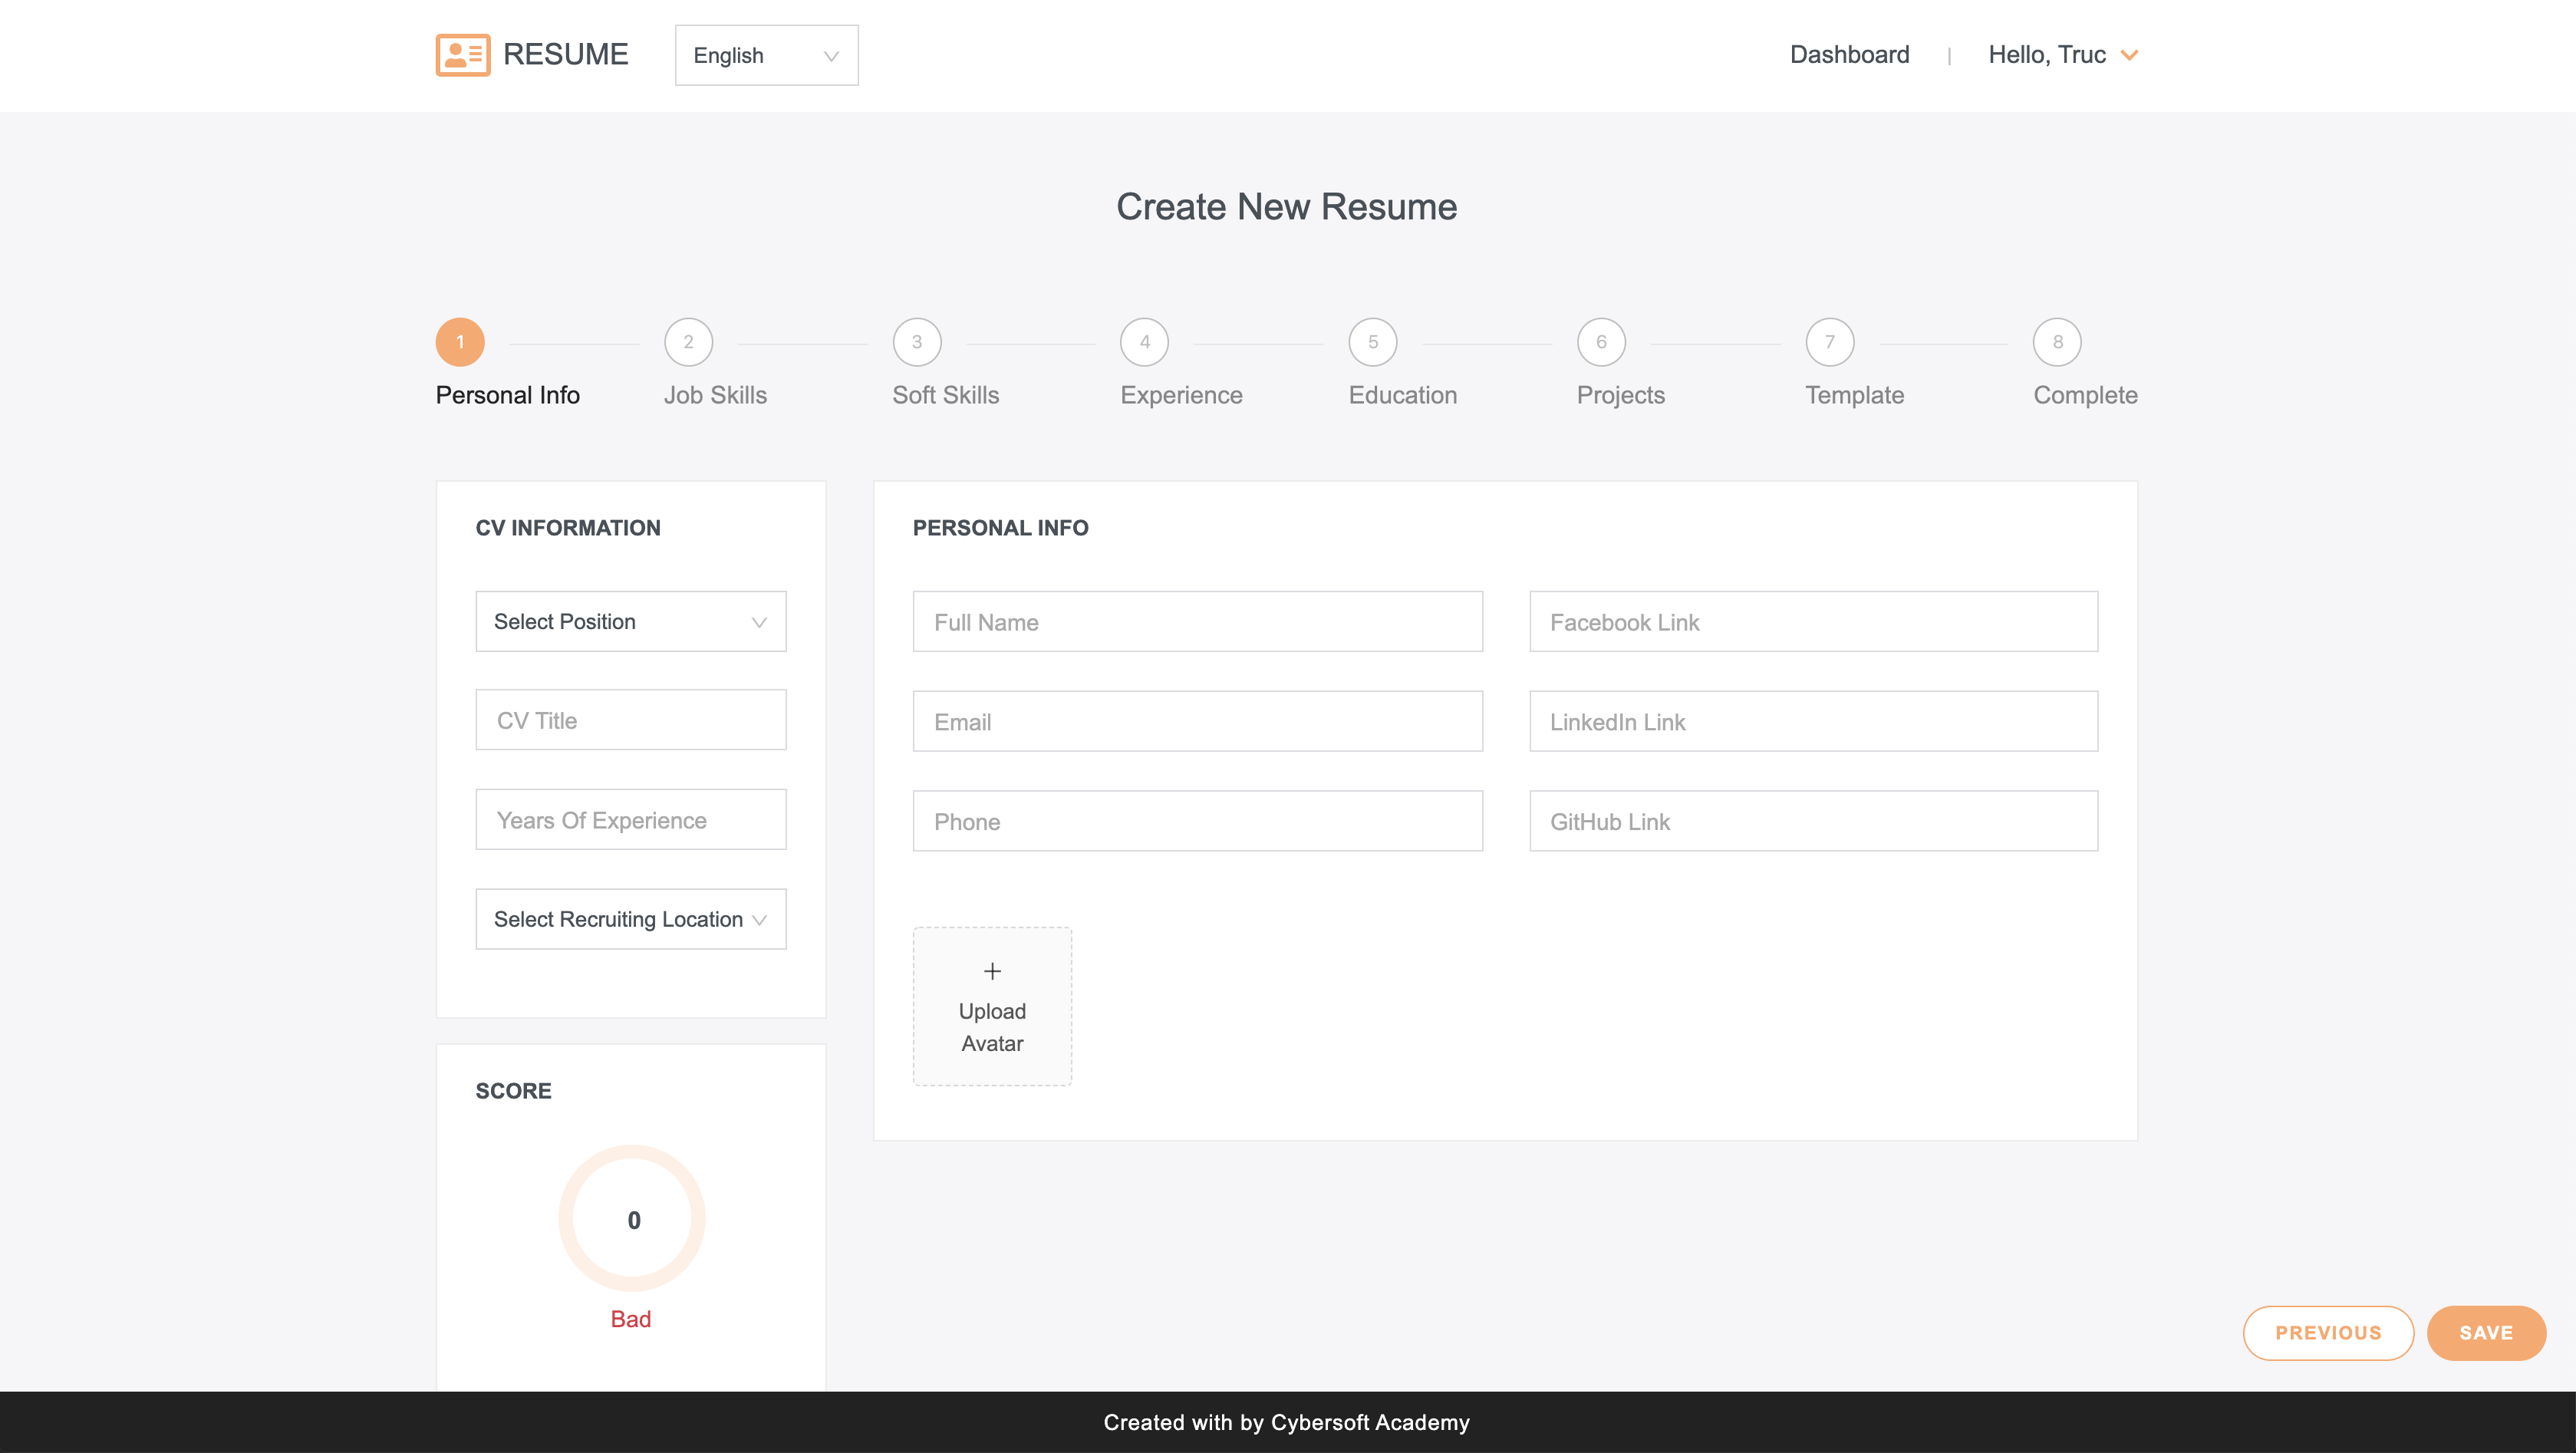 RESUME
English
Dashboard | Hello, Truc
Create New Resume
1 2 3 4 5 6 7 8
Personal Info Job Skills Soft Skills Experience Education Projects Template Complete
CV INFORMATION
Select Position
CV Title
Years Of Experience
Select Recruiting Location
PERSONAL INFO
Full Name
Facebook Link
Email
LinkedIn Link
Phone
GitHub Link
+
Upload
Avatar
SCORE
0
Bad
PREVIOUS
SAVE
Created with by Cybersoft Academy